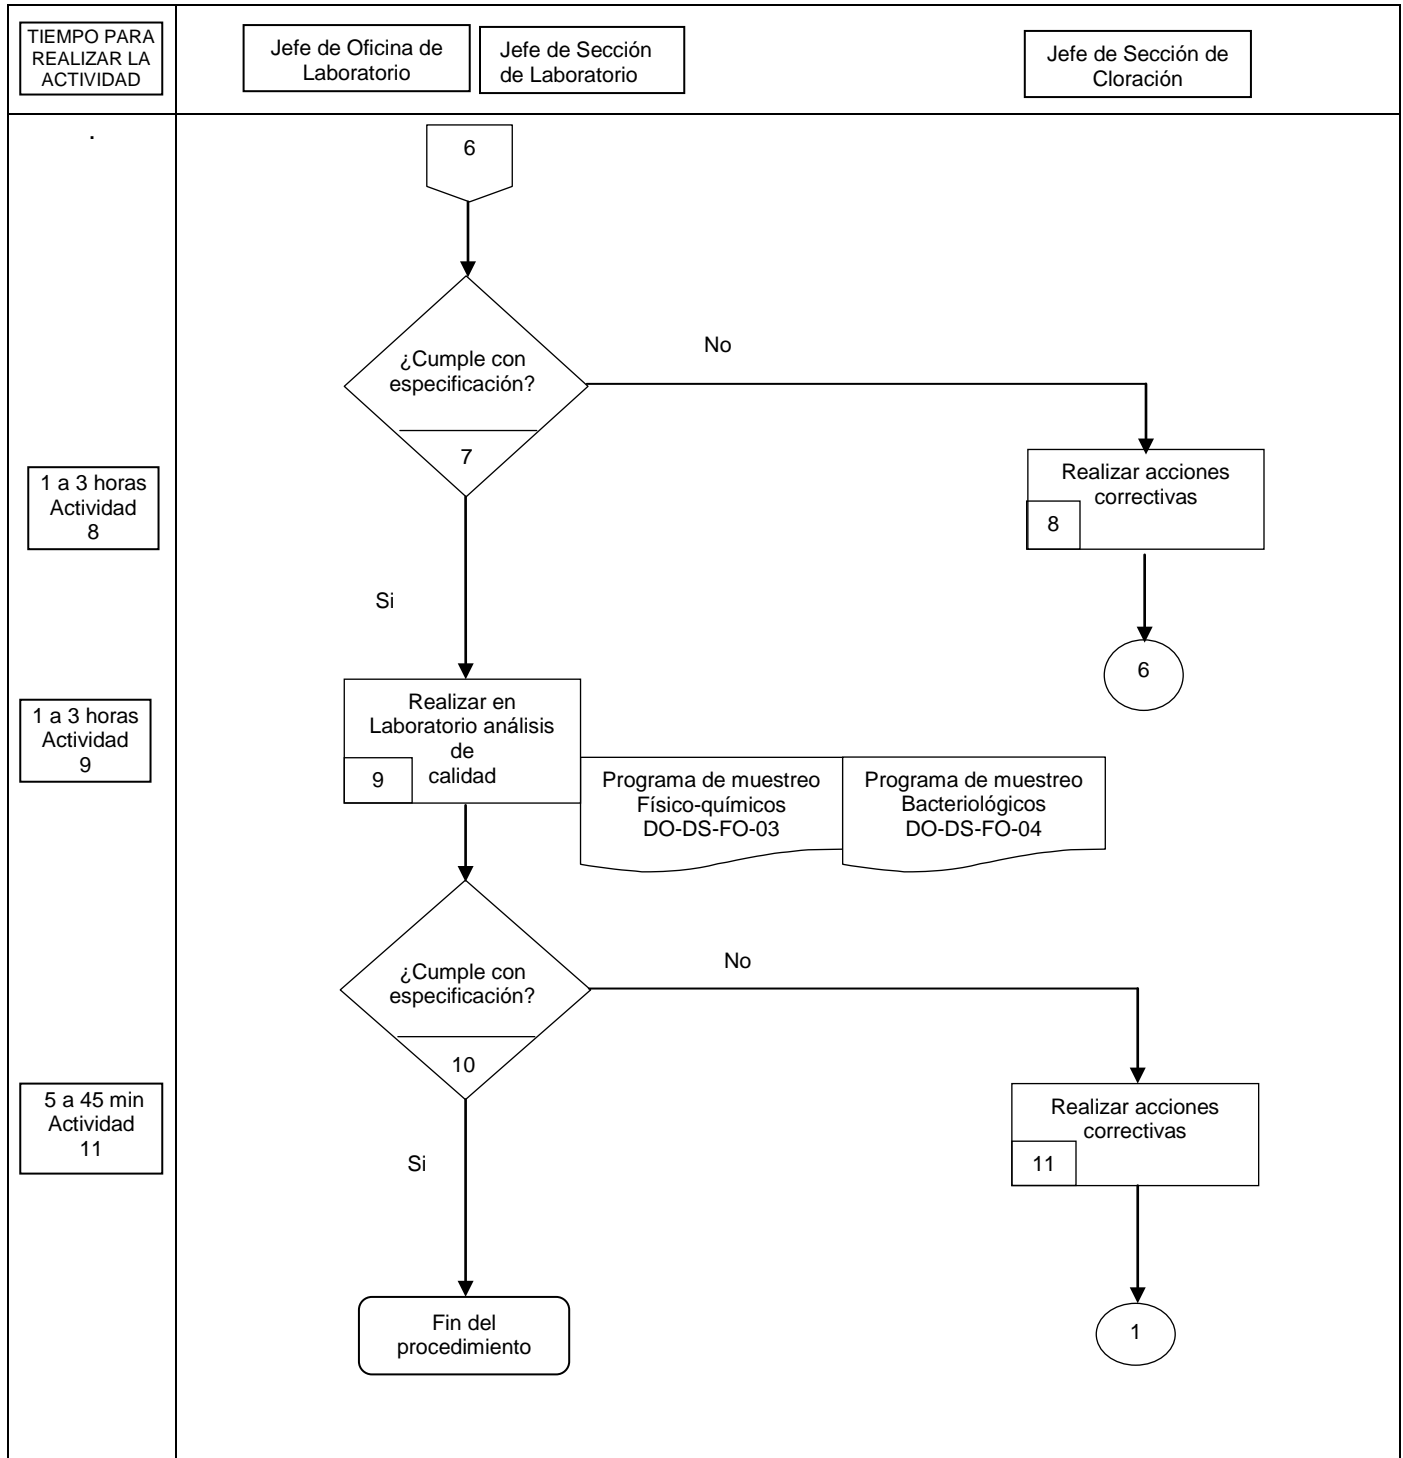 TIEMPO PARA
REALIZAR LA
ACTIVIDAD
Jefe de Oficina de
Laboratorio
Jefe de Sección
de Laboratorio
Jefe de Sección de
Cloración
.
6
¿Cumple con
especificación?
7
No
1 a 3 horas
Actividad
8
Realizar acciones
correctivas
8
Si
6
1 a 3 horas
Actividad
9
Realizar en
Laboratorio análisis
de
calidad
9
Programa de muestreo
Físico-químicos
DO-DS-FO-03
Programa de muestreo
Bacteriológicos
DO-DS-FO-04
¿Cumple con
especificación?
10
No
5 a 45 min
Actividad
11
Realizar acciones
correctivas
11
Si
Fin del
procedimiento
1